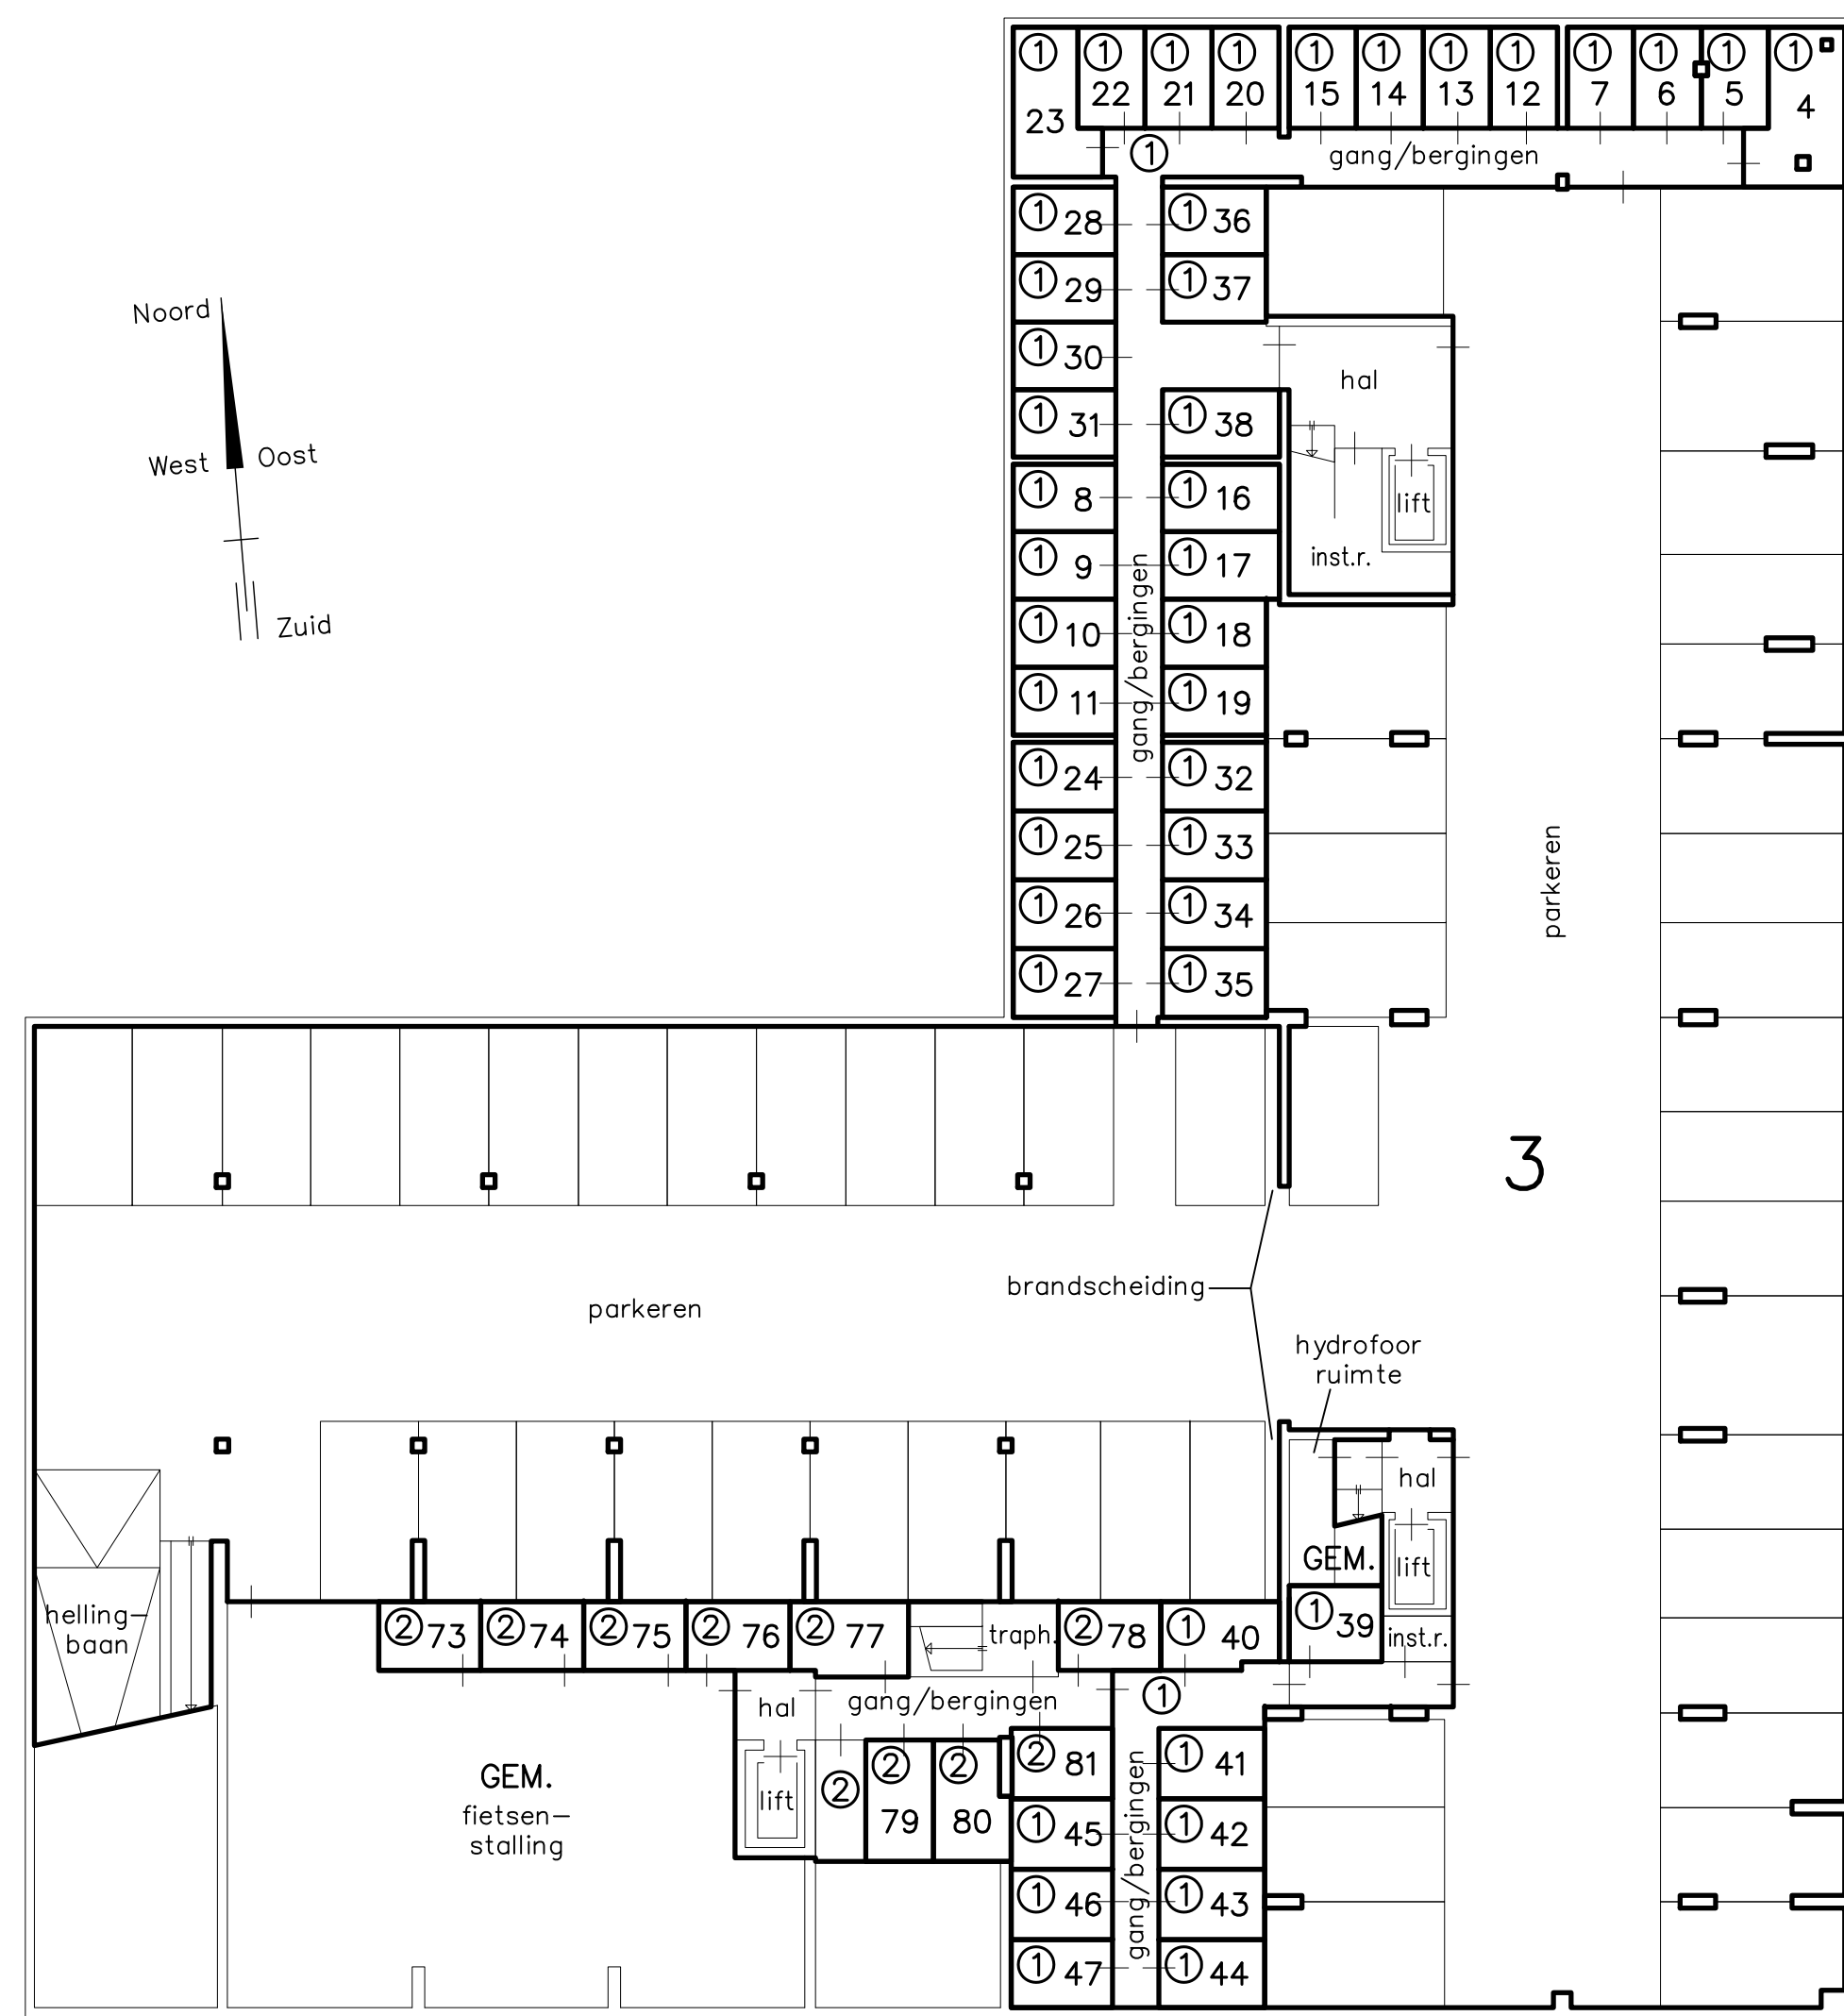 ① ① ① ① ① ① ① ① ① ① ① ①
23 22 21 20 15 14 13 12 7 6 5 4
①
gang/bergingen
① 28 ① 36
① 29 ① 37
① 30
① 31 ① 38
① 8 ① 16
① 9 ① 17
① 10 ① 18
① 11 ① 19
① 24 ① 32
① 25 ① 33
① 26 ① 34
① 27 ① 35
gang/bergingen
hal
lift
inst.r.
Noord
West Oost
Zuid
parkeren
3
brandscheiding
parkeren
hydrofoor
ruimte
hal
GEM.
lift
① 39
inst.r.
helling-
baan
② 73 ② 74 ② 75 ② 76 ② 77
traph.
② 78 ① 40
hal
gang/bergingen
①
lift
②
② 79 ② 80
② 81 ① 41
① 45 ① 42
① 46 ① 43
① 47 ① 44
gang/bergingen
GEM.
fietsen-
stalling